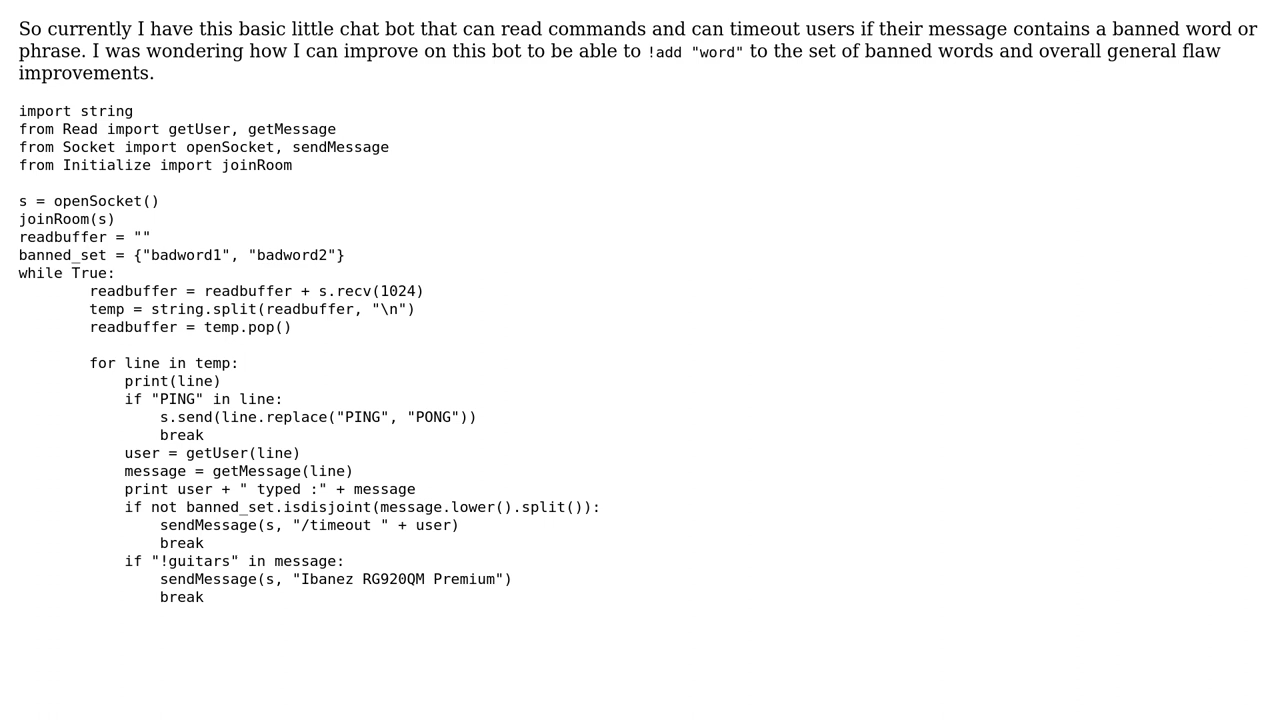 So currently I have this basic little chat bot that can read commands and can timeout users if their message contains a banned word or
phrase. I was wondering how I can improve on this bot to be able to !add "word" to the set of banned words and overall general flaw
improvements.

import string
from Read import getUser, getMessage
from Socket import openSocket, sendMessage
from Initialize import joinRoom

s = openSocket()
joinRoom(s)
readbuffer = ""
banned_set = {"badword1", "badword2"}
while True:
        readbuffer = readbuffer + s.recv(1024)
        temp = string.split(readbuffer, "\n")
        readbuffer = temp.pop()

        for line in temp:
            print(line)
            if "PING" in line:
                s.send(line.replace("PING", "PONG"))
                break
            user = getUser(line)
            message = getMessage(line)
            print user + " typed :" + message
            if not banned_set.isdisjoint(message.lower().split()):
                sendMessage(s, "/timeout " + user)
                break
            if "!guitars" in message:
                sendMessage(s, "Ibanez RG920QM Premium")
                break